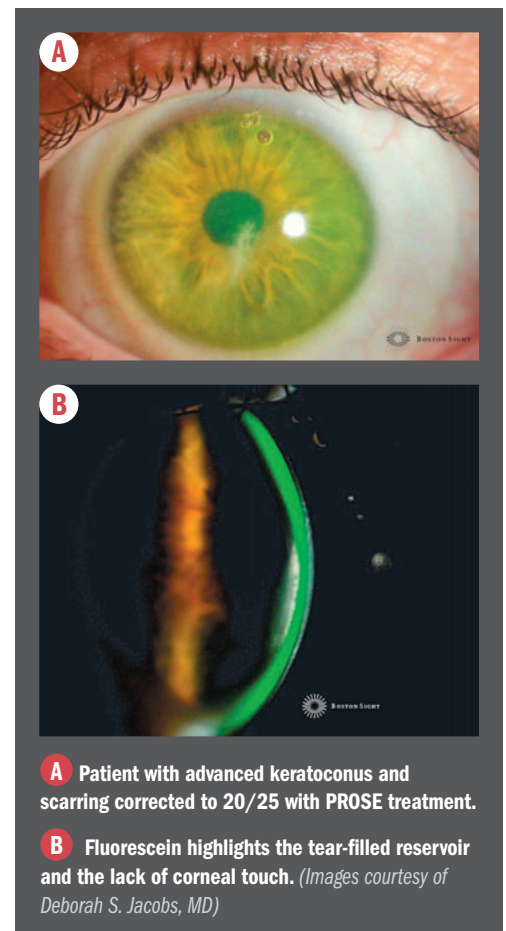 A
BOSTON SIGHT
B
BOSTON SIGHT
A Patient with advanced keratoconus and
scarring corrected to 20/25 with PROSE treatment.
B Fluorescein highlights the tear-filled reservoir
and the lack of corneal touch. (Images courtesy of
Deborah S. Jacobs, MD)